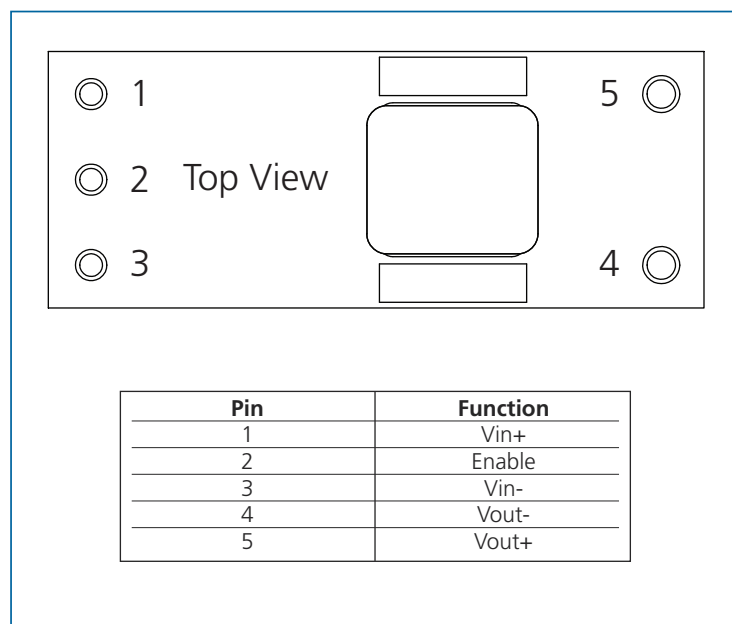 1
5
2 Top View
3
4
Pin Function
1 Vin+
2 Enable
3 Vin-
4 Vout-
5 Vout+